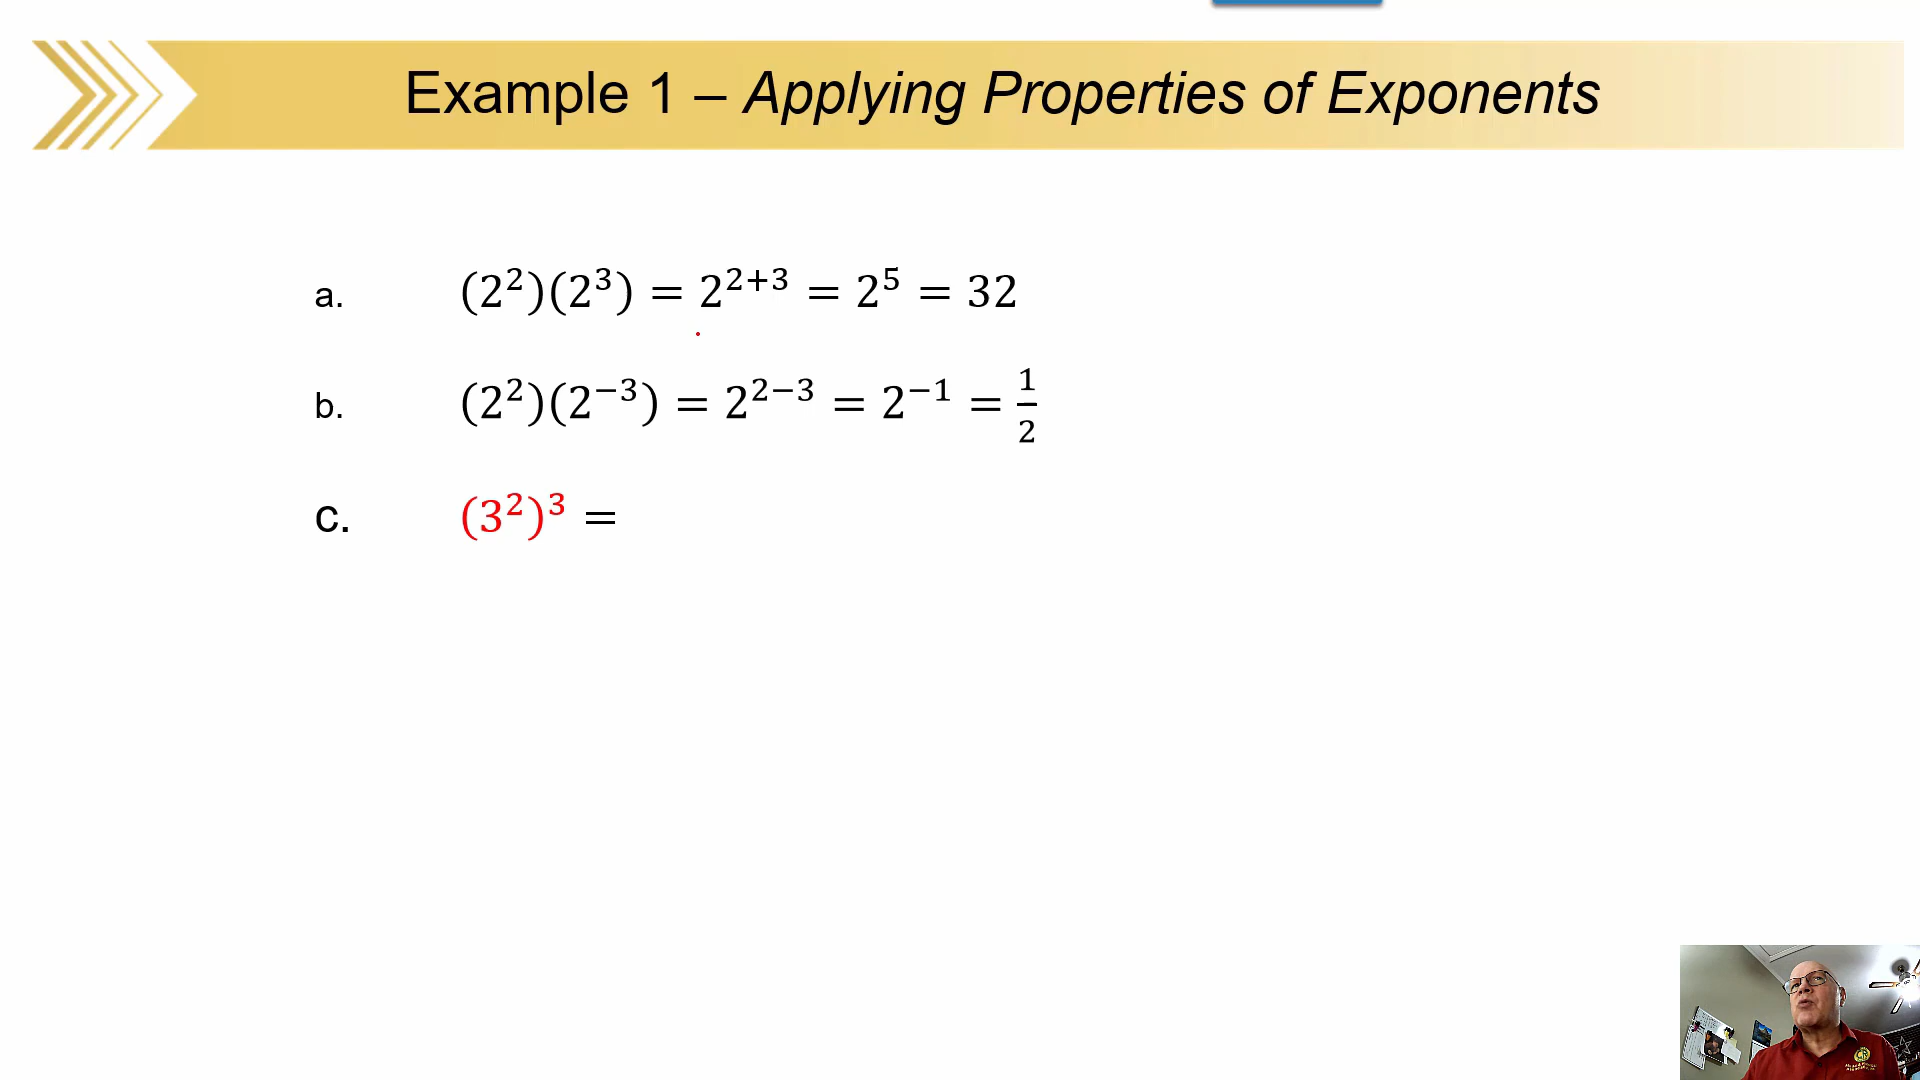 Example 1 – Applying Properties of Exponents
a. (2²)(2³) = 2²⁺³ = 2⁵ = 32
b. (2²)(2⁻³) = 2²⁻³ = 2⁻¹ = 1/2
c. (3²)³ =